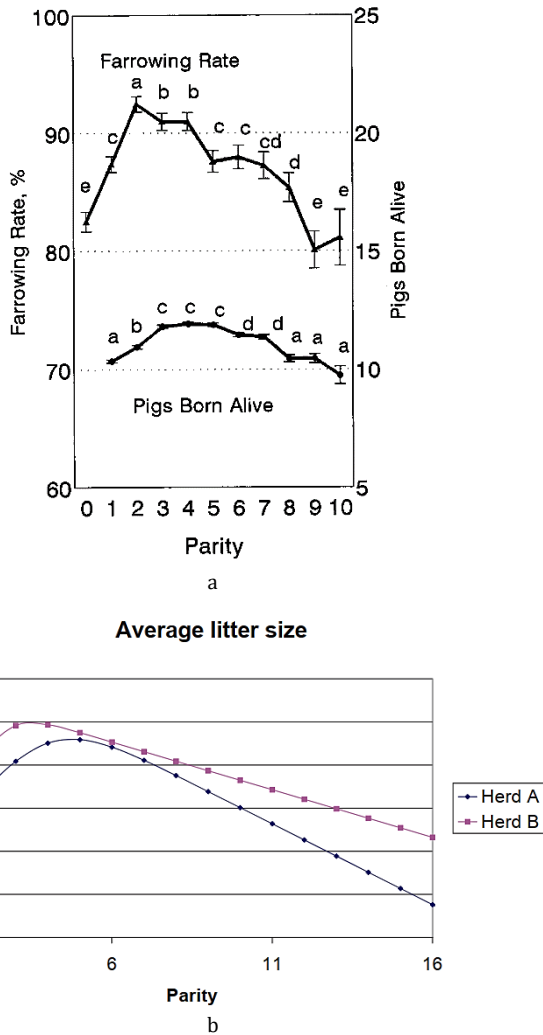 100
25
Farrowing Rate
a
b b
c
c c
cd
d
e
e e
90
20
Farrowing Rate, %
Pigs Born Alive
80
15
a b c c c d d a a a
70
10
Pigs Born Alive
60
5
0 1 2 3 4 5 6 7 8 9 10
Parity
a
Average litter size
Herd A
Herd B
6 11 16
Parity
b